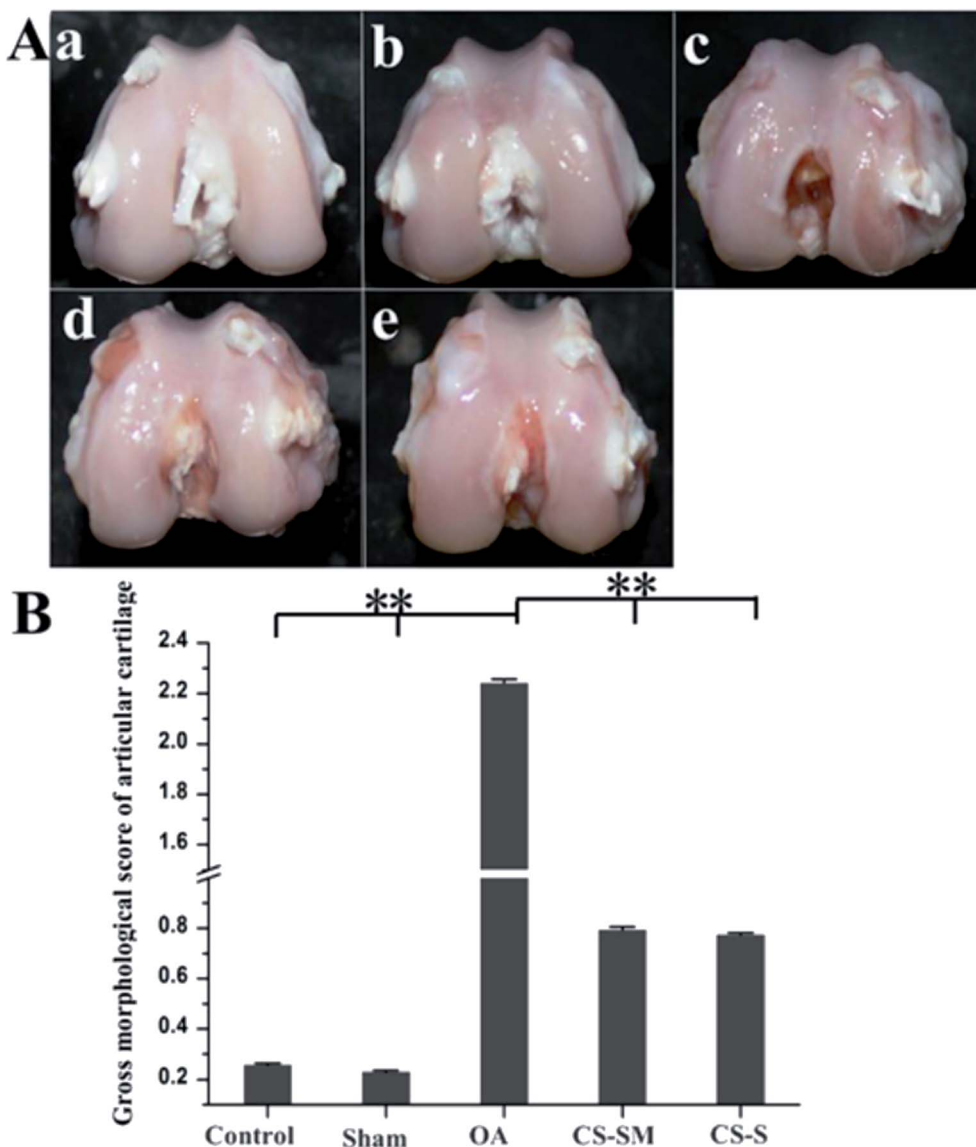 A a b c
d e
B
** **
Gross morphological score of articular cartilage
2.4
2.2
2.0
1.8
1.6
0.8
0.6
0.4
0.2
Control Sham OA CS-SM CS-S